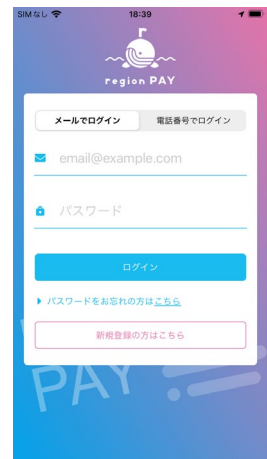 SIMなし
18:39
region PAY
メールでログイン
電話番号でログイン
email@example.com
パスワード
ログイン
パスワードをお忘れの方はこちら
新規登録の方はこちら
PAY